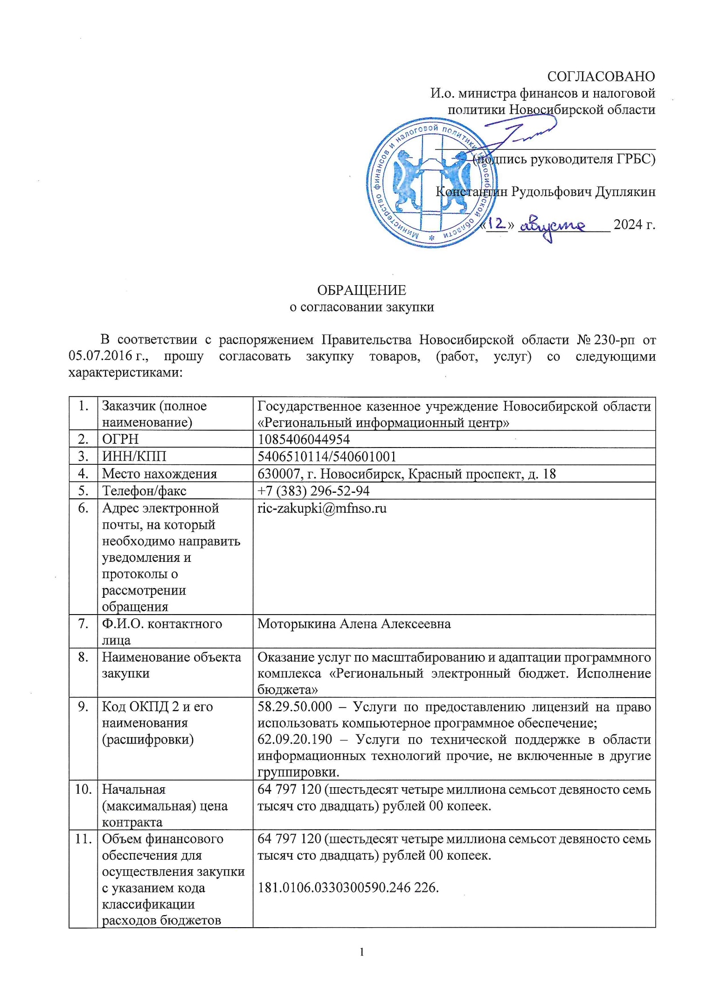 СОГЛАСОВАНО
И.о. министра финансов и налоговой
политики Новосибирской области
(подпись руководителя ГРБС)
Константин Рудольфович Дуплякин
«12» августа 2024 г.
Министерство финансов и налоговой политики Новосибирской области *
ОБРАЩЕНИЕ
о согласовании закупки
В соответствии с распоряжением Правительства Новосибирской области № 230-рп от
05.07.2016 г., прошу согласовать закупку товаров, (работ, услуг) со следующими
характеристиками:
1. Заказчик (полное
наименование)
Государственное казенное учреждение Новосибирской области
«Региональный информационный центр»
2. ОГРН
1085406044954
3. ИНН/КПП
5406510114/540601001
4. Место нахождения
630007, г. Новосибирск, Красный проспект, д. 18
5. Телефон/факс
+7 (383) 296-52-94
6. Адрес электронной
почты, на который
необходимо направить
уведомления и
протоколы о
рассмотрении
обращения
ric-zakupki@mfnso.ru
7. Ф.И.О. контактного
лица
Моторыкина Алена Алексеевна
8. Наименование объекта
закупки
Оказание услуг по масштабированию и адаптации программного
комплекса «Региональный электронный бюджет. Исполнение
бюджета»
9. Код ОКПД 2 и его
наименования
(расшифровки)
58.29.50.000 – Услуги по предоставлению лицензий на право
использовать компьютерное программное обеспечение;
62.09.20.190 – Услуги по технической поддержке в области
информационных технологий прочие, не включенные в другие
группировки.
10. Начальная
(максимальная) цена
контракта
64 797 120 (шестьдесят четыре миллиона семьсот девяносто семь
тысяч сто двадцать) рублей 00 копеек.
11. Объем финансового
обеспечения для
осуществления закупки
с указанием кода
классификации
расходов бюджетов
64 797 120 (шестьдесят четыре миллиона семьсот девяносто семь
тысяч сто двадцать) рублей 00 копеек.
181.0106.0330300590.246 226.
1